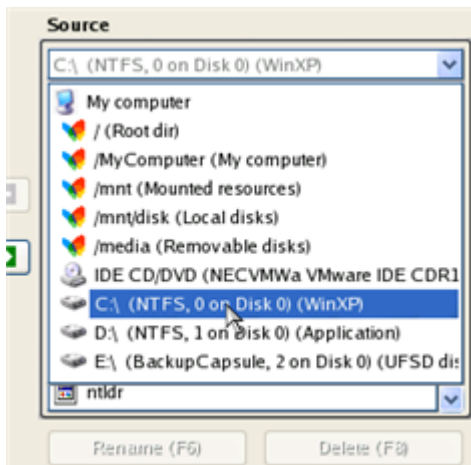 Source
C:\ (NTFS, 0 on Disk 0) (WinXP)
My computer
/ (Root dir)
/MyComputer (My computer)
/mnt (Mounted resources)
/mnt/disk (Local disks)
/media (Removable disks)
IDE CD/DVD (NECVMWa VMware IDE CDR1
C:\ (NTFS, 0 on Disk 0) (WinXP)
D:\ (NTFS, 1 on Disk 0) (Application)
E:\ (BackupCapsule, 2 on Disk 0) (UFSD dis
ntldr
Rename (F6)
Delete (F8)